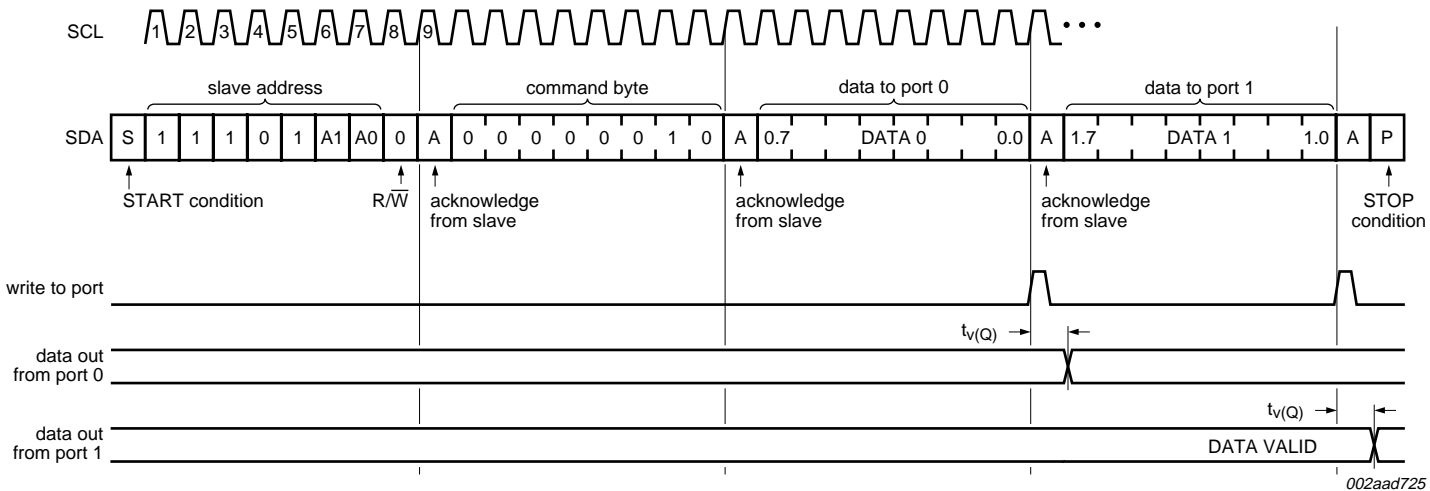 SCL 1 2 3 4 5 6 7 8 9
slave address command byte data to port 0 data to port 1
SDA S 1 1 1 0 1 A1 A0 0 A 0 0 0 0 0 0 1 0 A 0.7 DATA 0 0.0 A 1.7 DATA 1 1.0 A P
START condition R/W̅ acknowledge acknowledge acknowledge STOP
from slave from slave from slave condition
write to port
tv(Q)
data out
from port 0
tv(Q)
data out
from port 1 DATA VALID
002aad725